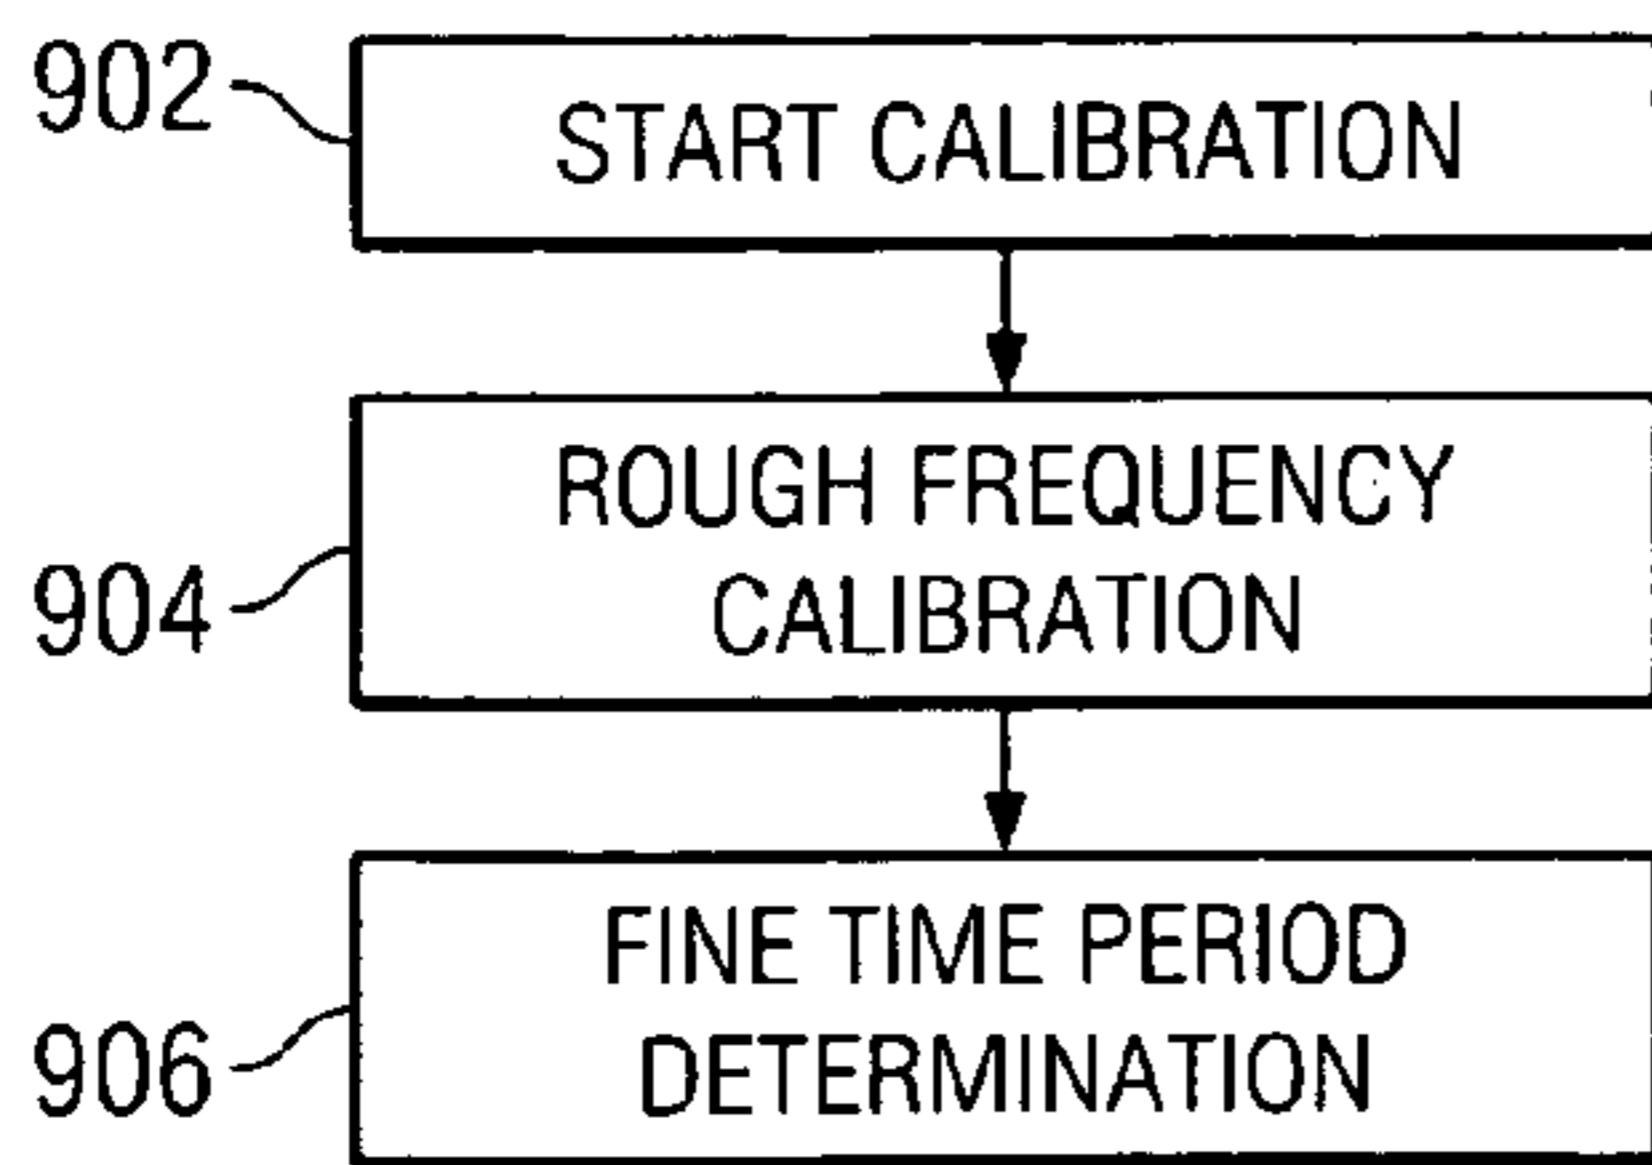 902
START CALIBRATION
ROUGH FREQUENCY
CALIBRATION
904
FINE TIME PERIOD
DETERMINATION
906